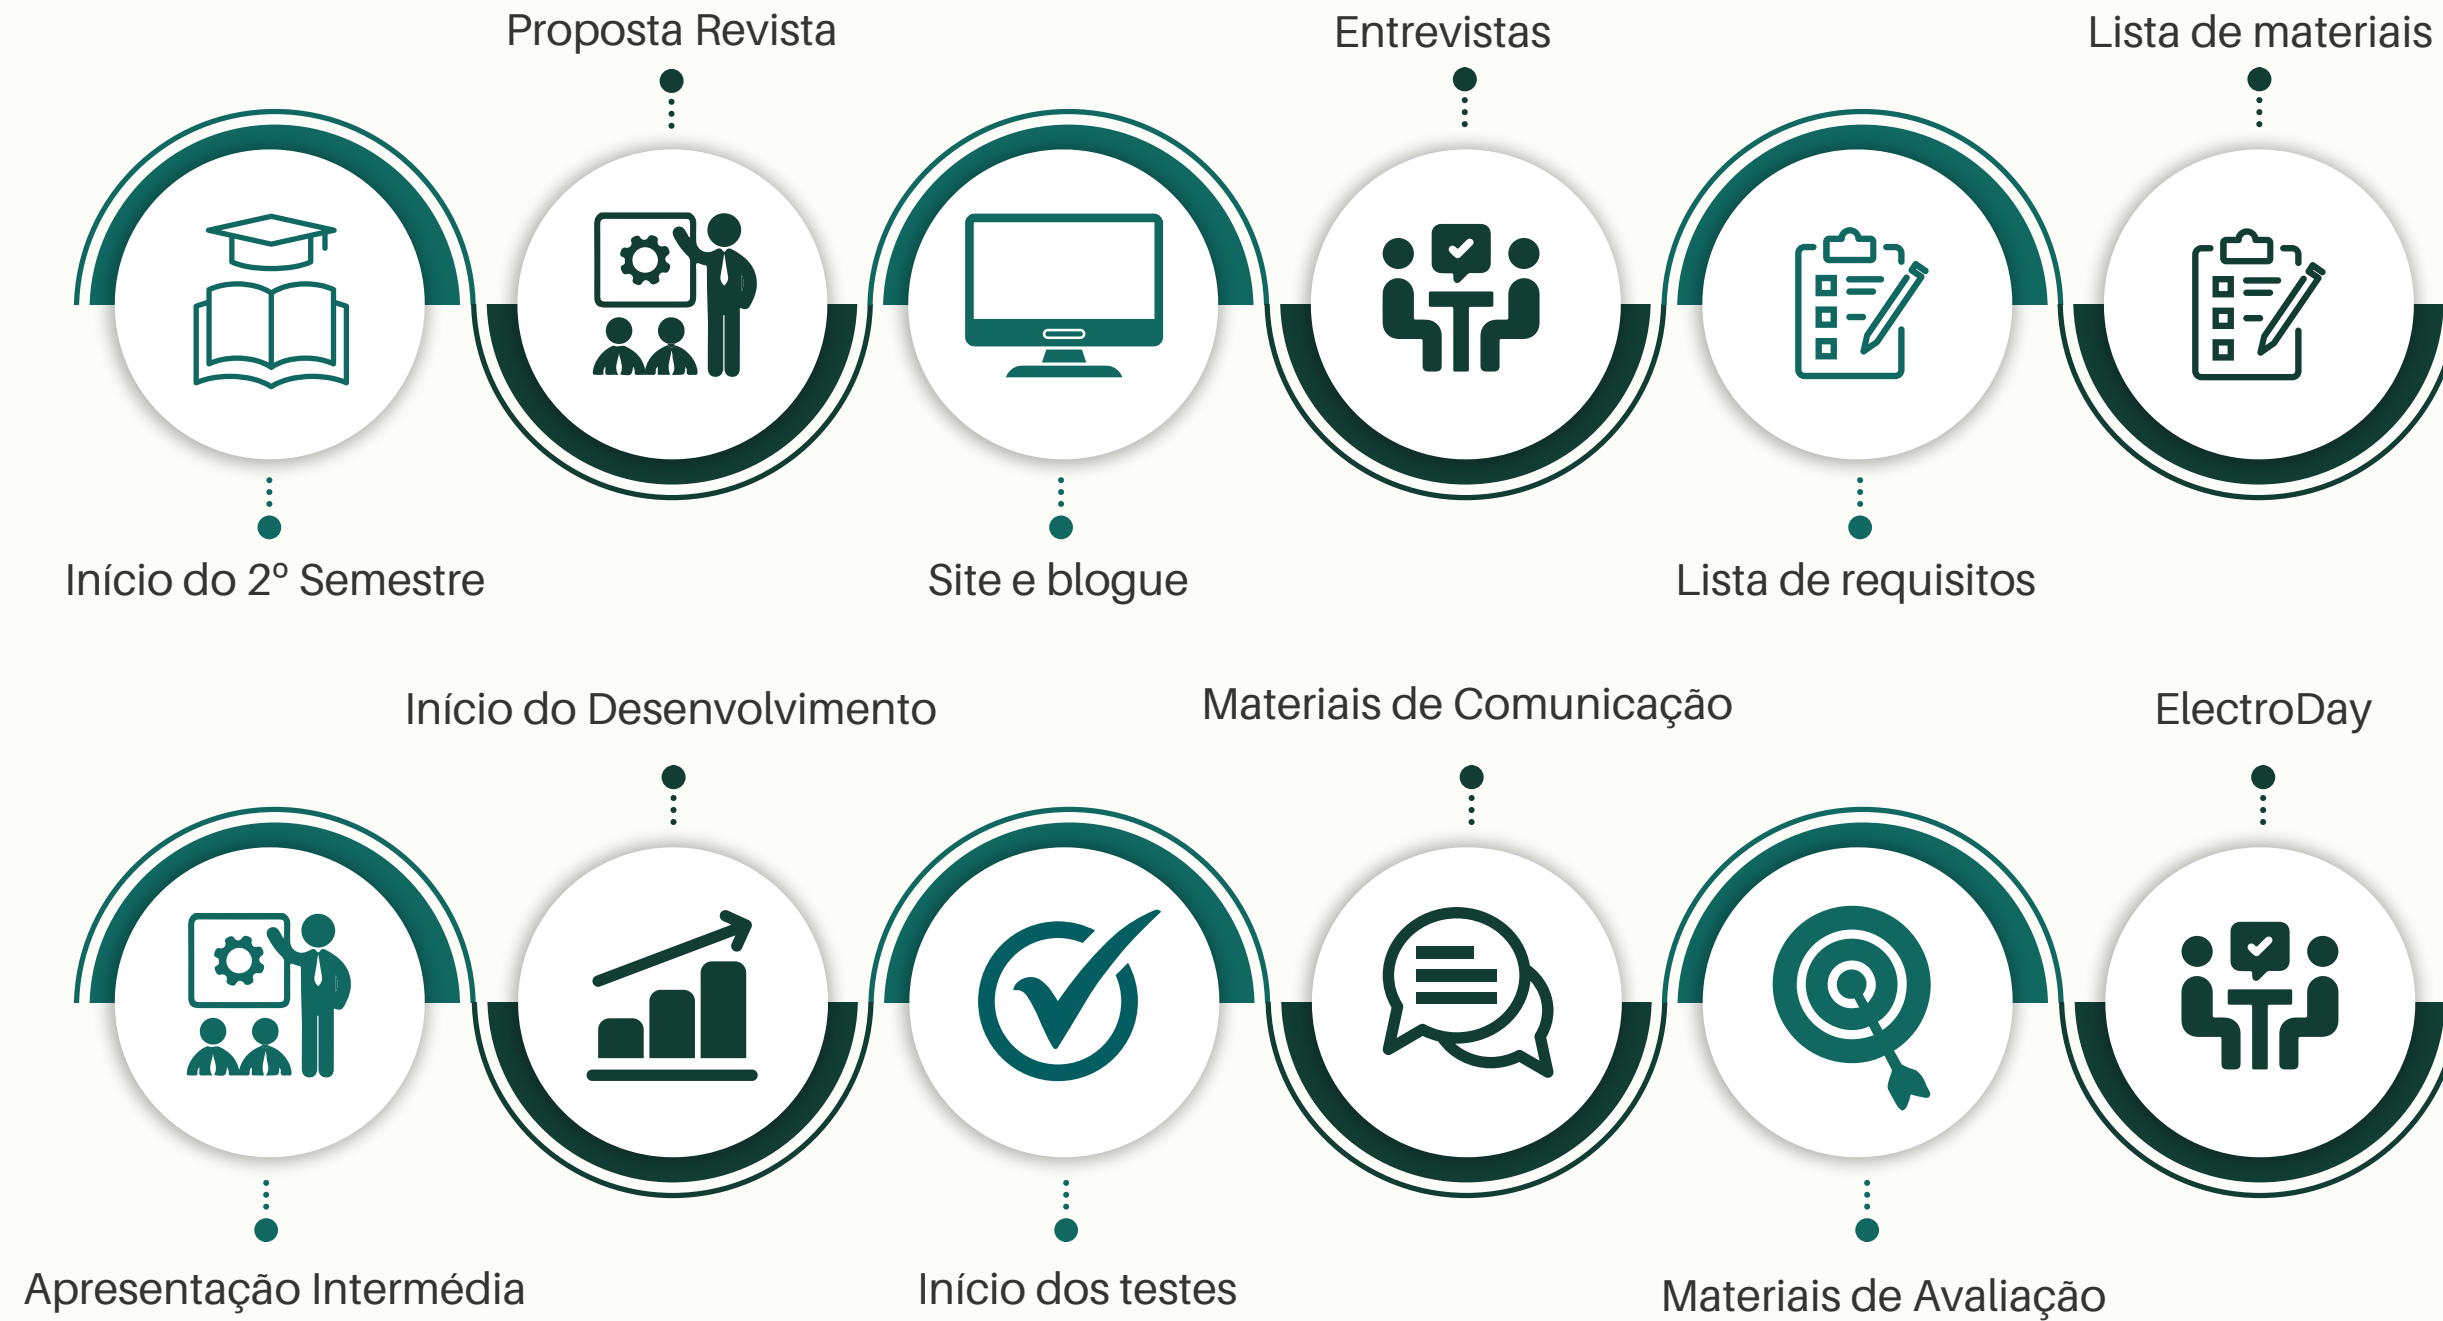 Início do 2º Semestre
Proposta Revista
Site e blogue
Entrevistas
Lista de requisitos
Lista de materiais
Apresentação Intermédia
Início do Desenvolvimento
Início dos testes
Materiais de Comunicação
Materiais de Avaliação
ElectroDay